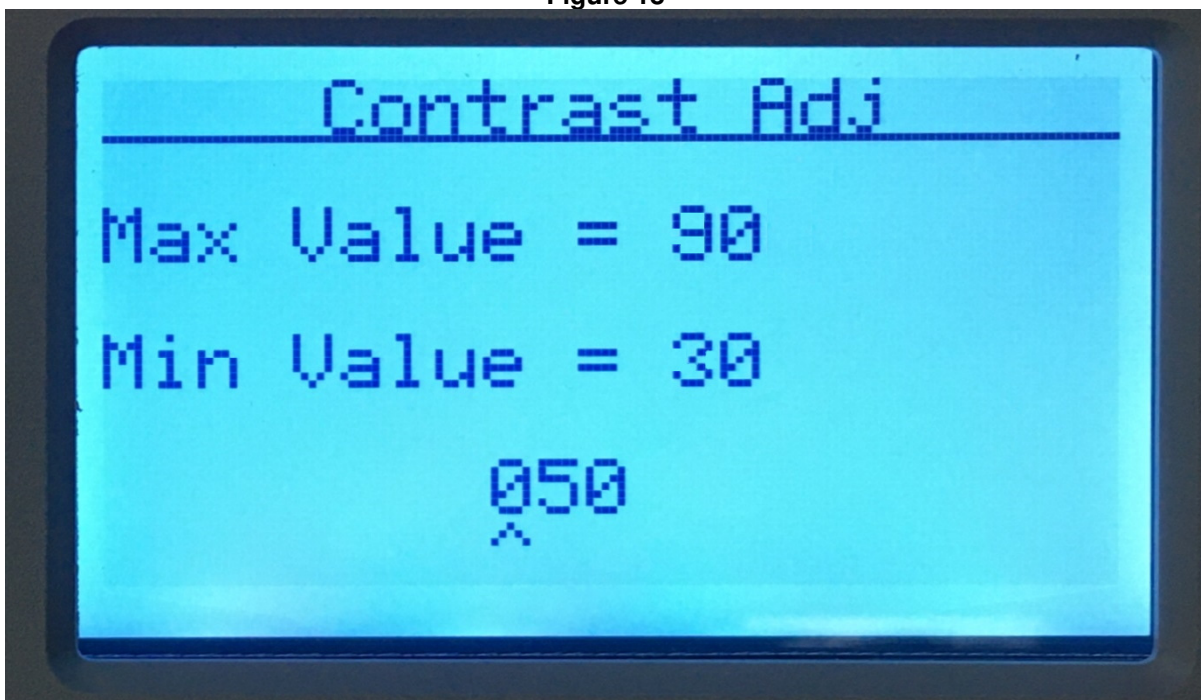 Contrast Adj
Max Value = 90
Min Value = 30
050
^